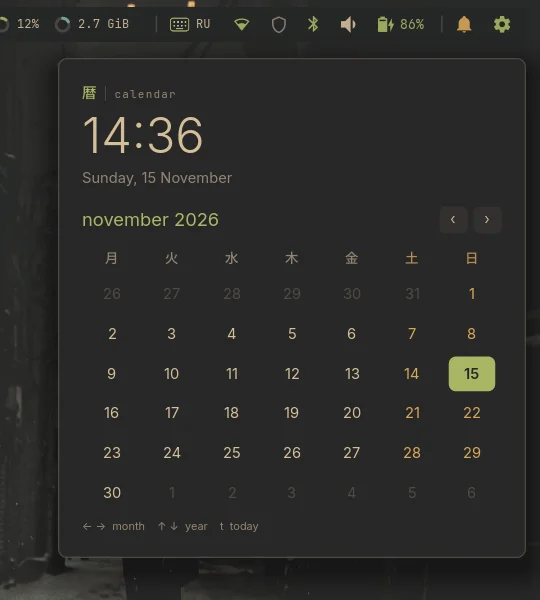 12% 2.7 GiB RU 86%
暦 calendar
14:36
Sunday, 15 November
november 2026 ‹ ›
月 火 水 木 金 土 日
26 27 28 29 30 31 1
2 3 4 5 6 7 8
9 10 11 12 13 14 15
16 17 18 19 20 21 22
23 24 25 26 27 28 29
30 1 2 3 4 5 6
← → month ↑ ↓ year t today